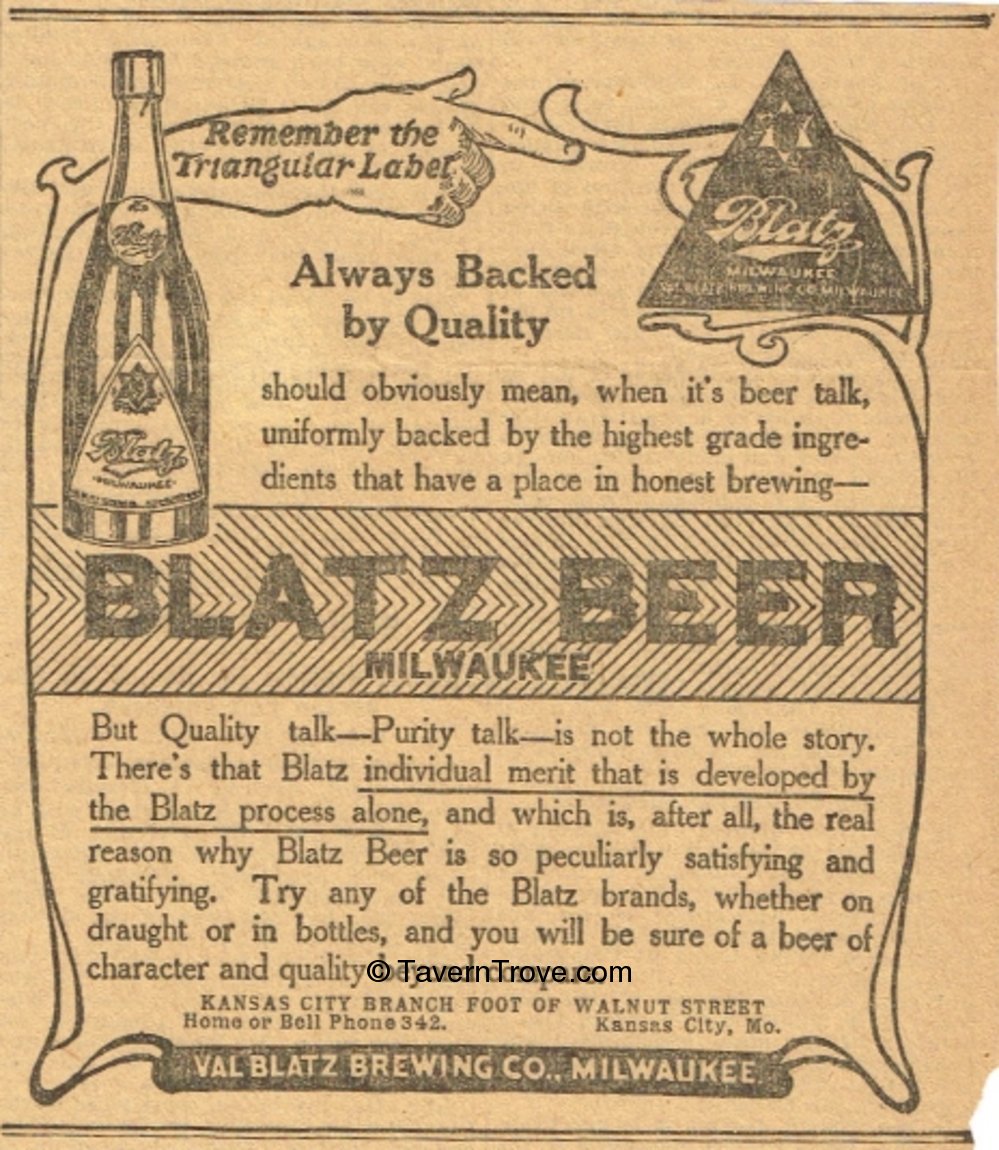 Remember the
Triangular Label
Blatz
MILWAUKEE
VAL BLATZ BREWING CO. MILWAUKEE
Always Backed
by Quality
Blatz
MILWAUKEE
should obviously mean, when it's beer talk,
uniformly backed by the highest grade ingre-
dients that have a place in honest brewing—
BLATZ BEER
MILWAUKEE
But Quality talk—Purity talk—is not the whole story.
There's that Blatz individual merit that is developed by
the Blatz process alone, and which is, after all, the real
reason why Blatz Beer is so peculiarly satisfying and
gratifying. Try any of the Blatz brands, whether on
draught or in bottles, and you will be sure of a beer of
character and quality
© TavernTrove.com
KANSAS CITY BRANCH FOOT OF WALNUT STREET
Home or Bell Phone 342. Kansas City, Mo.
VAL BLATZ BREWING CO., MILWAUKEE